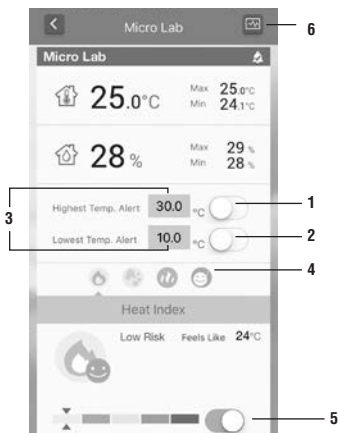 Micro Lab
6
Micro Lab
25.0°C Max 25.0°C
Min 24.1°C
28% Max 29%
Min 28%
3
Highest Temp. Alert 30.0 °C 1
Lowest Temp. Alert 10.0 °C 2
4
Heat Index
Low Risk Feels Like 24°C
5